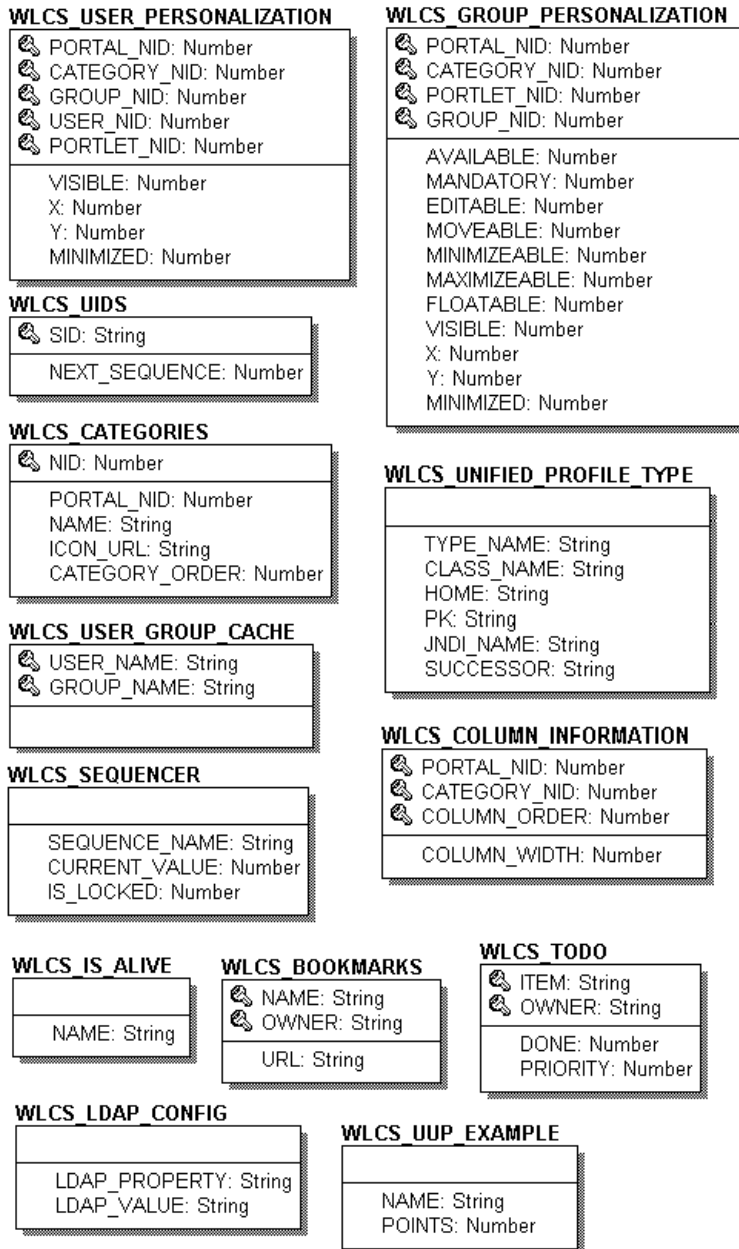 WLCS_USER_PERSONALIZATION
PORTAL_NID: Number
CATEGORY_NID: Number
GROUP_NID: Number
USER_NID: Number
PORTLET_NID: Number
VISIBLE: Number
X: Number
Y: Number
MINIMIZED: Number
WLCS_GROUP_PERSONALIZATION
PORTAL_NID: Number
CATEGORY_NID: Number
PORTLET_NID: Number
GROUP_NID: Number
AVAILABLE: Number
MANDATORY: Number
EDITABLE: Number
MOVEABLE: Number
MINIMIZEABLE: Number
MAXIMIZEABLE: Number
FLOATABLE: Number
VISIBLE: Number
X: Number
Y: Number
MINIMIZED: Number
WLCS_UIDS
SID: String
NEXT_SEQUENCE: Number
WLCS_CATEGORIES
NID: Number
PORTAL_NID: Number
NAME: String
ICON_URL: String
CATEGORY_ORDER: Number
WLCS_UNIFIED_PROFILE_TYPE
TYPE_NAME: String
CLASS_NAME: String
HOME: String
PK: String
JNDI_NAME: String
SUCCESSOR: String
WLCS_USER_GROUP_CACHE
USER_NAME: String
GROUP_NAME: String
WLCS_COLUMN_INFORMATION
PORTAL_NID: Number
CATEGORY_NID: Number
COLUMN_ORDER: Number
COLUMN_WIDTH: Number
WLCS_SEQUENCER
SEQUENCE_NAME: String
CURRENT_VALUE: Number
IS_LOCKED: Number
WLCS_IS_ALIVE
NAME: String
WLCS_BOOKMARKS
NAME: String
OWNER: String
URL: String
WLCS_TODO
ITEM: String
OWNER: String
DONE: Number
PRIORITY: Number
WLCS_LDAP_CONFIG
LDAP_PROPERTY: String
LDAP_VALUE: String
WLCS_UUP_EXAMPLE
NAME: String
POINTS: Number